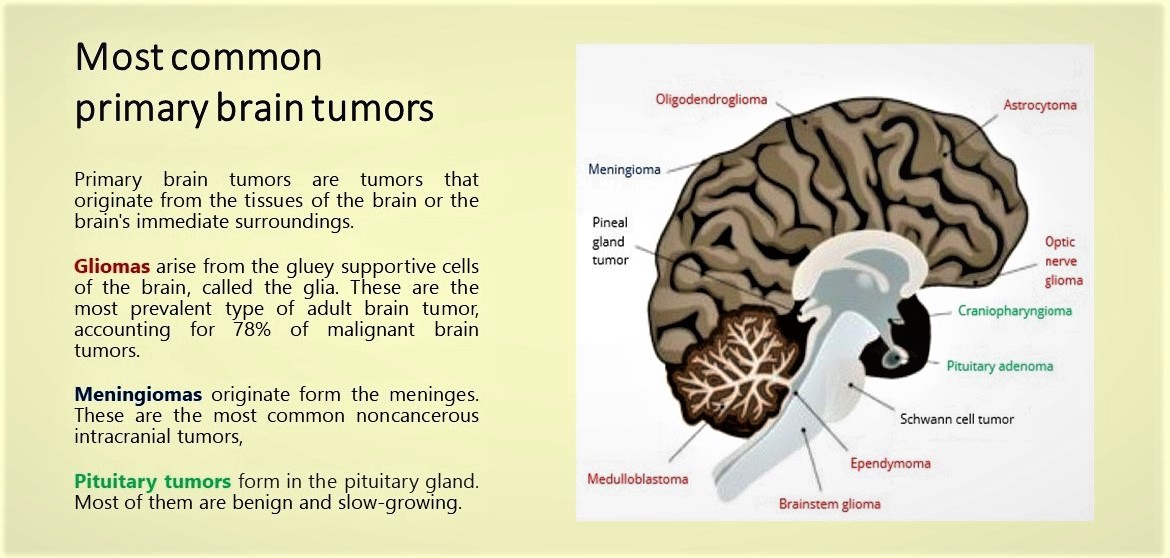 Most common
primary brain tumors
Primary brain tumors are tumors that
originate from the tissues of the brain or the
brain's immediate surroundings.
Gliomas arise from the gluey supportive cells
of the brain, called the glia. These are the
most prevalent type of adult brain tumor,
accounting for 78% of malignant brain
tumors.
Meningiomas originate form the meninges.
These are the most common noncancerous
intracranial tumors,
Pituitary tumors form in the pituitary gland.
Most of them are benign and slow-growing.
Oligodendroglioma
Astrocytoma
Meningioma
Pineal
gland
tumor
Optic
nerve
glioma
Craniopharyngioma
Pituitary adenoma
Schwann cell tumor
Ependymoma
Medulloblastoma
Brainstem glioma